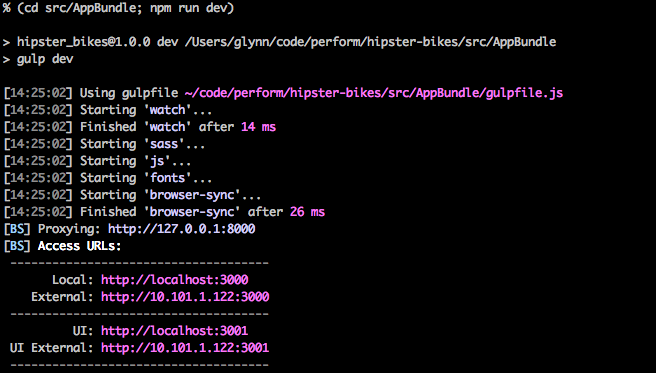 % (cd src/AppBundle; npm run dev)
> hipster_bikes@1.0.0 dev /Users/glynn/code/perform/hipster-bikes/src/AppBundle
> gulp dev
[14:25:02] Using gulpfile ~/code/perform/hipster-bikes/src/AppBundle/gulpfile.js
[14:25:02] Starting 'watch'...
[14:25:02] Finished 'watch' after 14 ms
[14:25:02] Starting 'sass'...
[14:25:02] Starting 'js'...
[14:25:02] Starting 'fonts'...
[14:25:02] Starting 'browser-sync'...
[14:25:02] Finished 'browser-sync' after 26 ms
[BS] Proxying: http://127.0.0.1:8000
[BS] Access URLs:
-------------------------------------
Local: http://localhost:3000
External: http://10.101.1.122:3000
-------------------------------------
UI: http://localhost:3001
UI External: http://10.101.1.122:3001
-------------------------------------